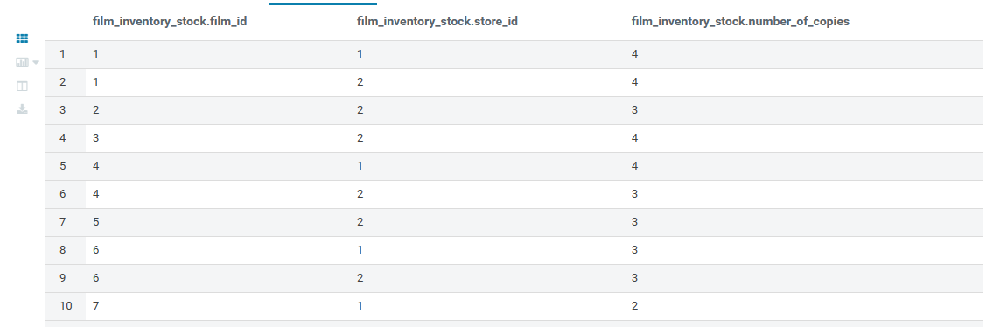 film_inventory_stock.film_id film_inventory_stock.store_id film_inventory_stock.number_of_copies
1 1 1 4
2 1 2 4
3 2 2 3
4 3 2 4
5 4 1 4
6 4 2 3
7 5 2 3
8 6 1 3
9 6 2 3
10 7 1 2